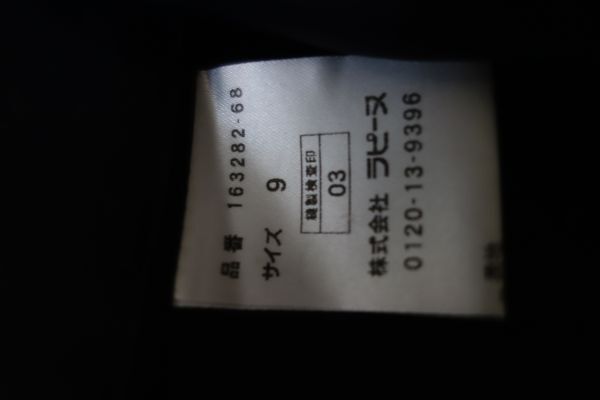 品番 163282-68
サイズ 9
縫製検査印
03
株式会社 ラピーヌ
0120-13-9396